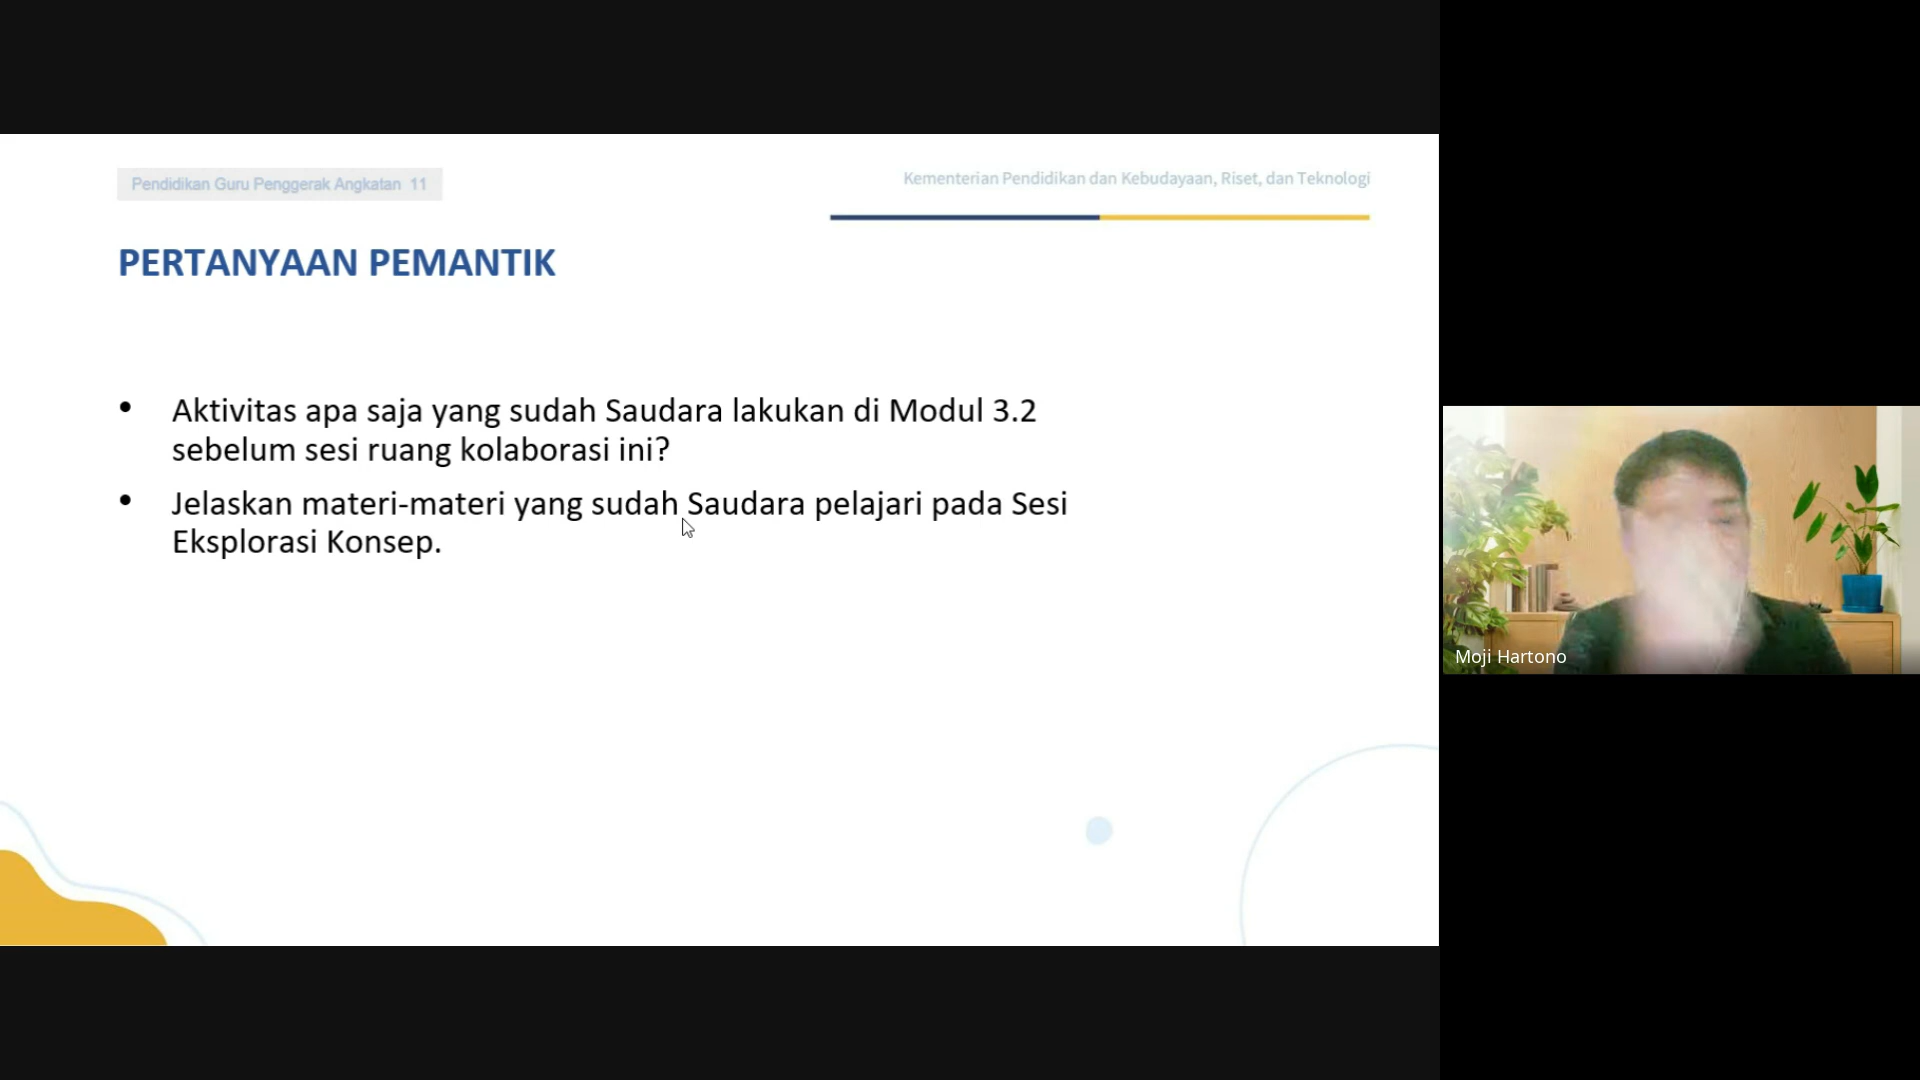 Pendidikan Guru Penggerak Angkatan 11
Kementerian Pendidikan dan Kebudayaan, Riset, dan Teknologi
PERTANYAAN PEMANTIK
• Aktivitas apa saja yang sudah Saudara lakukan di Modul 3.2
sebelum sesi ruang kolaborasi ini?
• Jelaskan materi-materi yang sudah Saudara pelajari pada Sesi
Eksplorasi Konsep.
Moji Hartono